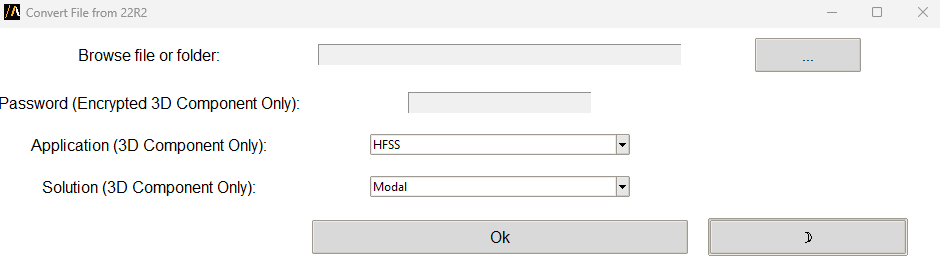 Convert File from 22R2
Browse file or folder:
...
Password (Encrypted 3D Component Only):
Application (3D Component Only):
HFSS
Solution (3D Component Only):
Modal
Ok
☽